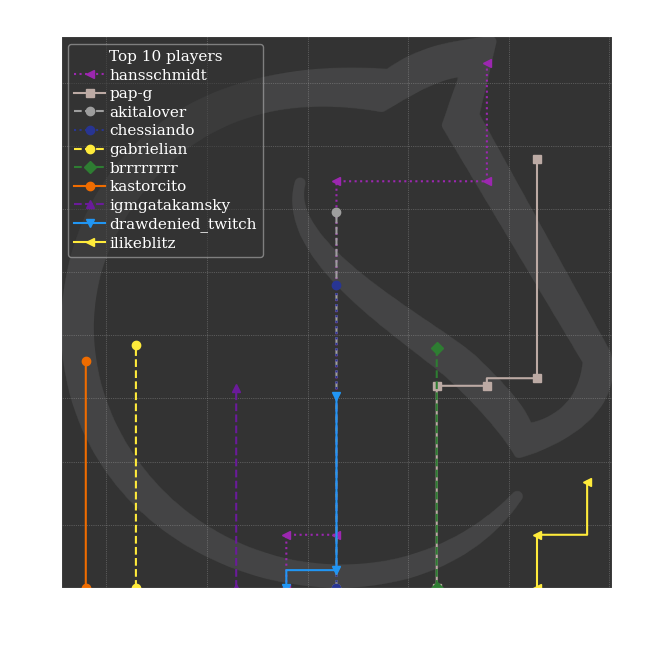 Top 10 players
hansschmidt
pap-g
akitalover
chessiando
gabrielian
brrrrrrrr
kastorcito
igmgatakamsky
drawdenied_twitch
ilikeblitz